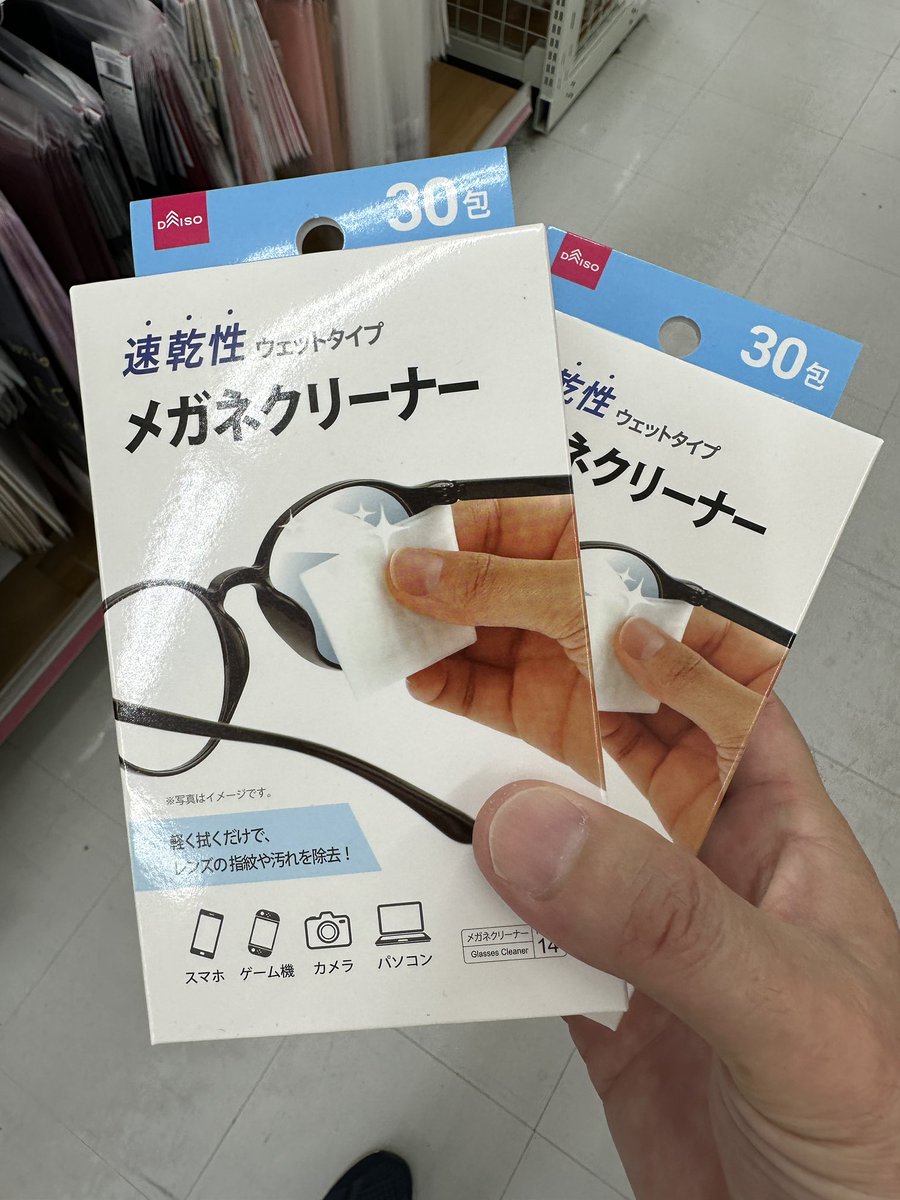 DAISO
30包
速乾性 ウェットタイプ
メガネクリーナー
※写真はイメージです。
軽く拭くだけで、
レンズの指紋や汚れを除去!
スマホ ゲーム機 カメラ パソコン
メガネクリーナー
Glasses Cleaner
14
DAISO
30包
乾性 ウェットタイプ
ネクリーナー